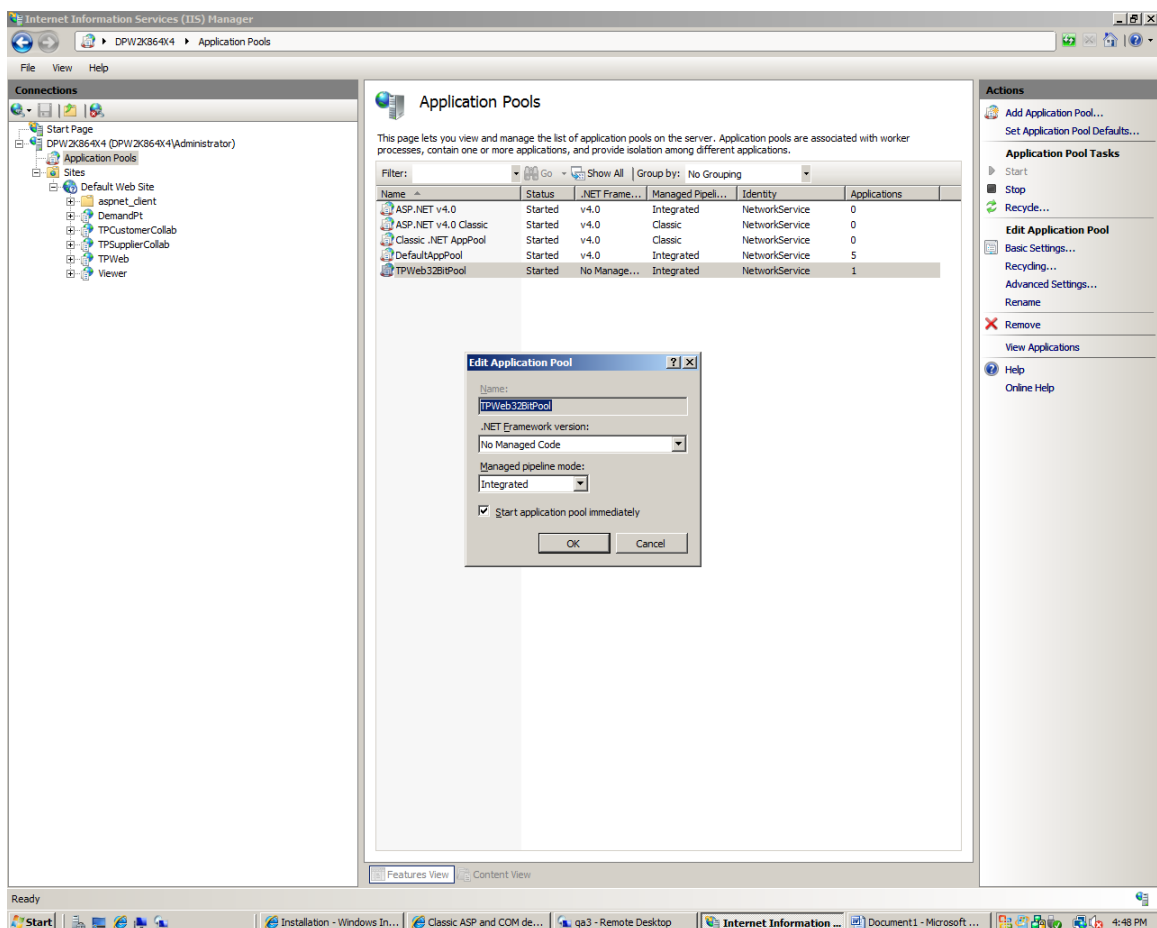 Internet Information Services (IIS) Manager
DPW2K864X4 Application Pools
File View Help
Connections
Start Page
DPW2K864X4 (DPW2K864X4\Administrator)
Application Pools
Sites
Default Web Site
aspnet_client
DemandPt
TPCustomerCollab
TPSupplierCollab
TPWeb
Viewer
Application Pools
This page lets you view and manage the list of application pools on the server. Application pools are associated with worker
processes, contain one or more applications, and provide isolation among different applications.
Filter: Go Show All Group by: No Grouping
Name Status .NET Frame... Managed Pipeli... Identity Applications
ASP.NET v4.0 Started v4.0 Integrated NetworkService 0
ASP.NET v4.0 Classic Started v4.0 Classic NetworkService 0
Classic .NET AppPool Started v4.0 Classic NetworkService 0
DefaultAppPool Started v4.0 Integrated NetworkService 5
TPWeb32BitPool Started No Manage... Integrated NetworkService 1
Edit Application Pool
Name:
TPWeb32BitPool
.NET Framework version:
No Managed Code
Managed pipeline mode:
Integrated
Start application pool immediately
OK Cancel
Features View Content View
Actions
Add Application Pool...
Set Application Pool Defaults...
Application Pool Tasks
Start
Stop
Recycle...
Edit Application Pool
Basic Settings...
Recycling...
Advanced Settings...
Rename
Remove
View Applications
Help
Online Help
Ready
Start Installation - Windows In... Classic ASP and COM de... qa3 - Remote Desktop Internet Information ... Document1 - Microsoft ... 4:48 PM